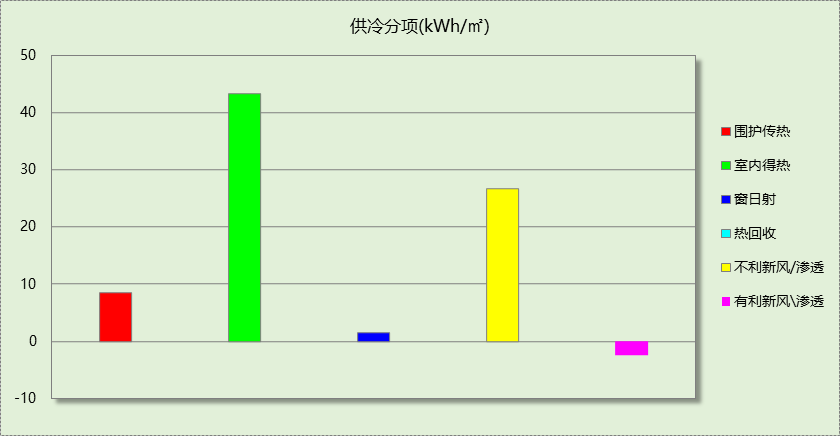 供冷分项(kWh/㎡)
50
40
30
20
10
0
-10
围护传热
室内得热
窗日射
热回收
不利新风/渗透
有利新风\渗透